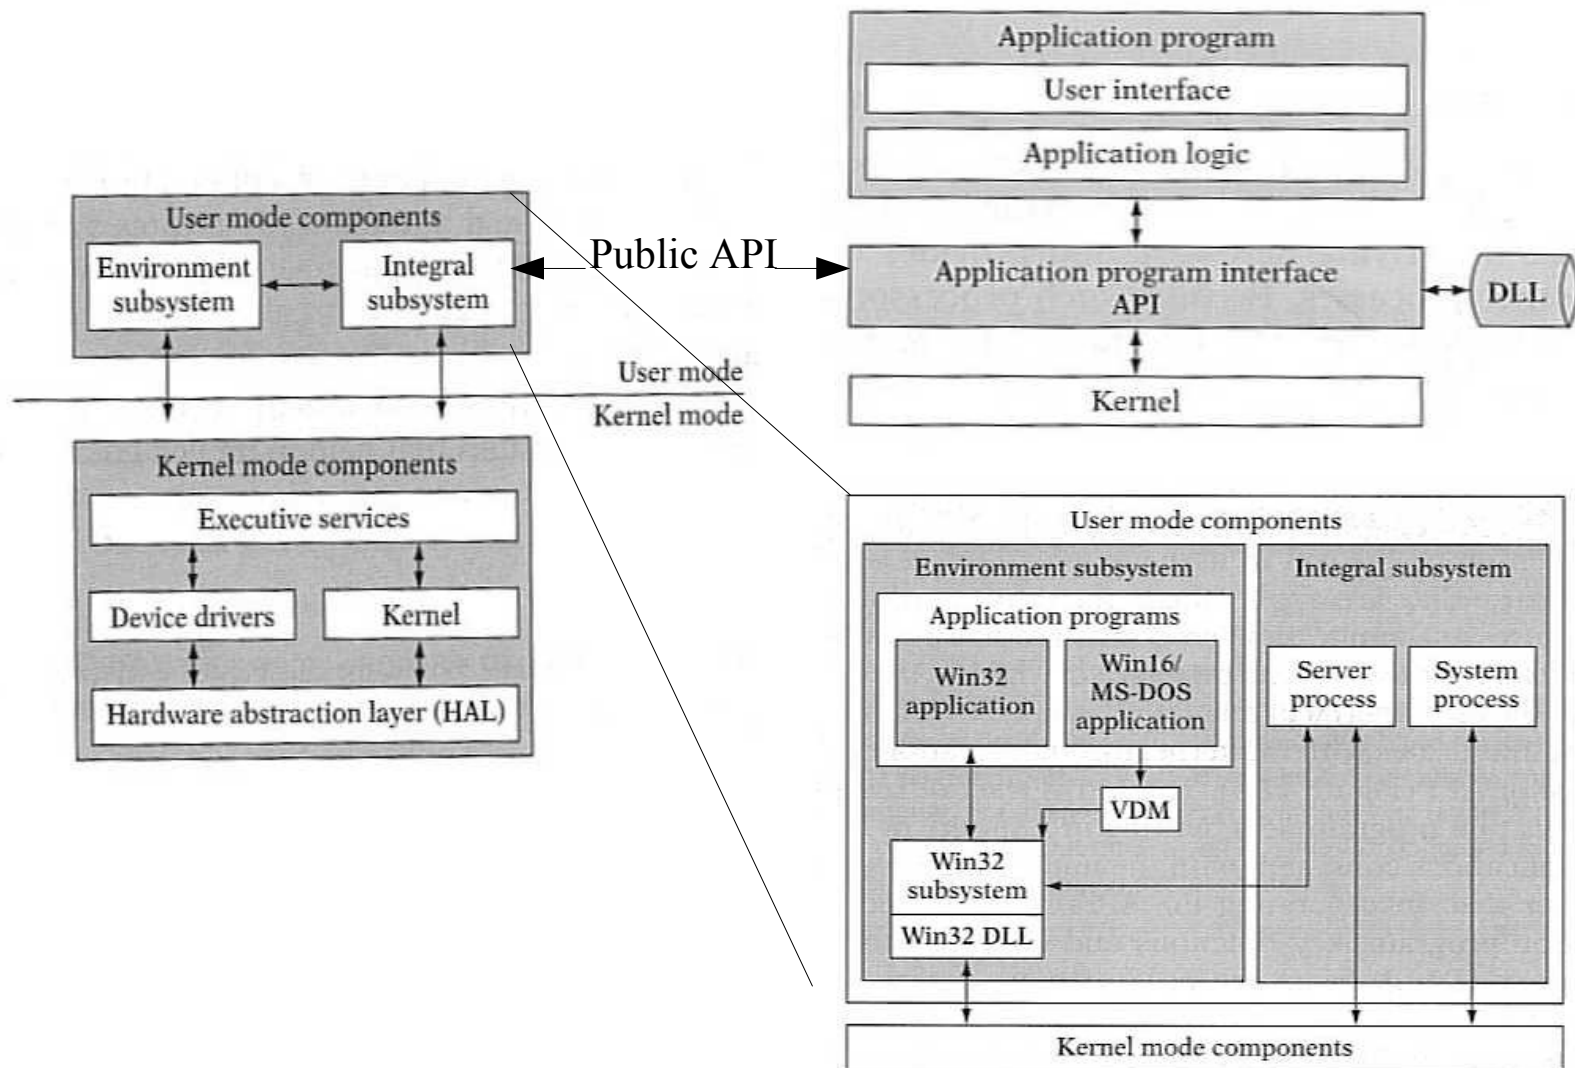 User mode components
Environment
subsystem
Integral
subsystem
Public API
User mode
Kernel mode
Kernel mode components
Executive services
Device drivers
Kernel
Hardware abstraction layer (HAL)
Application program
User interface
Application logic
Application program interface
API
DLL
Kernel
User mode components
Environment subsystem
Application programs
Win32
application
Win16/
MS-DOS
application
VDM
Win32
subsystem
Win32 DLL
Integral subsystem
Server
process
System
process
Kernel mode components